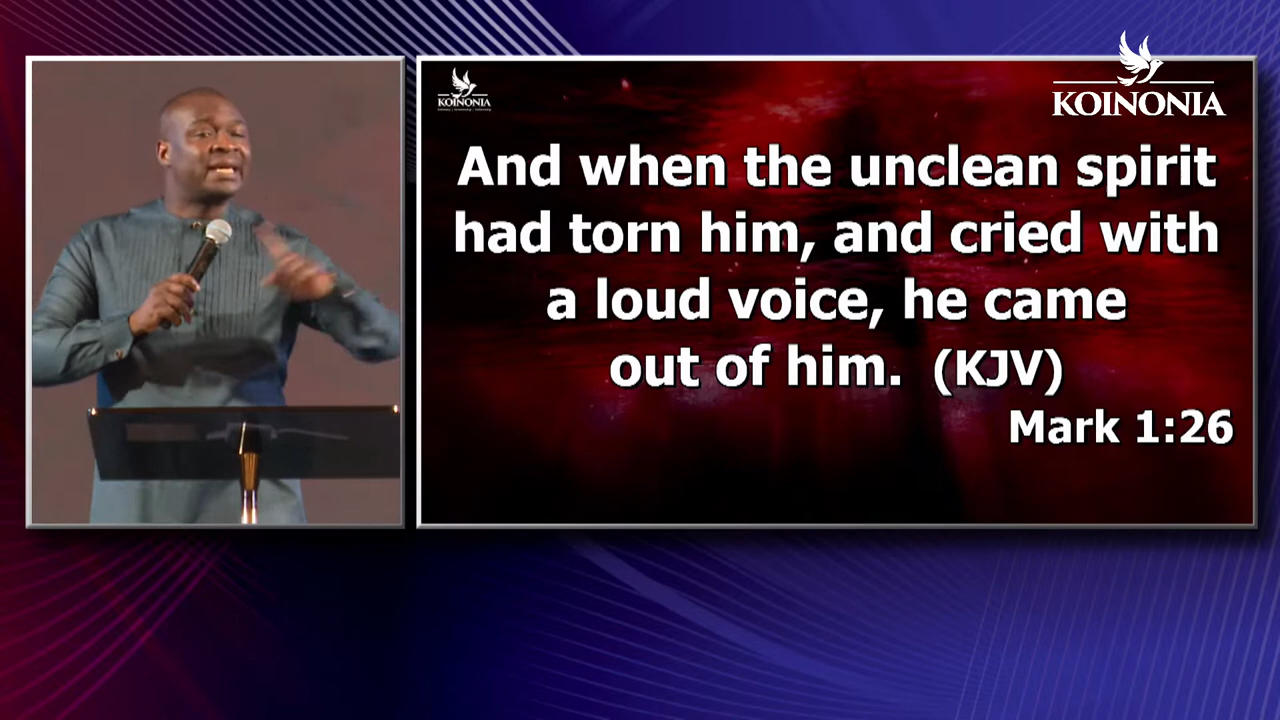 KOINONIA
KOINONIA
And when the unclean spirit
had torn him, and cried with
a loud voice, he came
out of him. (KJV)
Mark 1:26